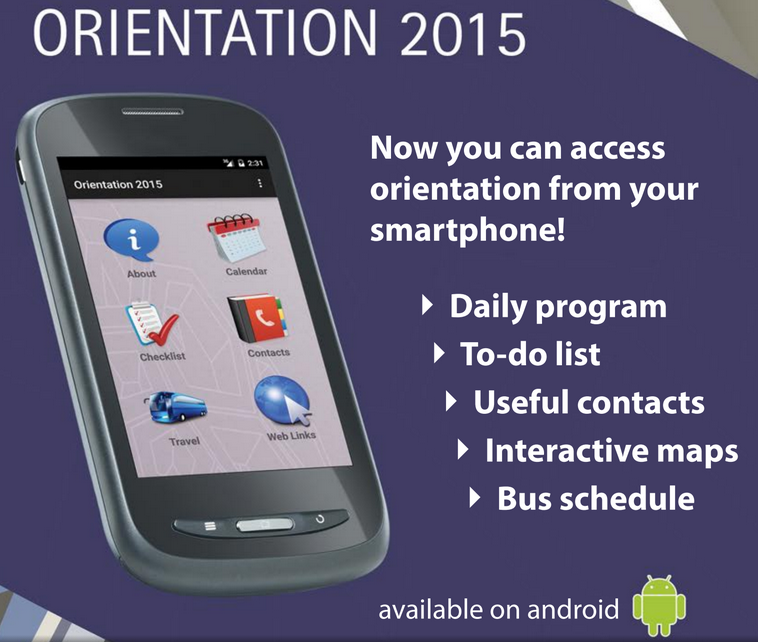 ORIENTATION 2015
3G 2:31
Orientation 2015
About
Calendar
Checklist
Contacts
Travel
Web Links
Now you can access
orientation from your
smartphone!
Daily program
To-do list
Useful contacts
Interactive maps
Bus schedule
available on android